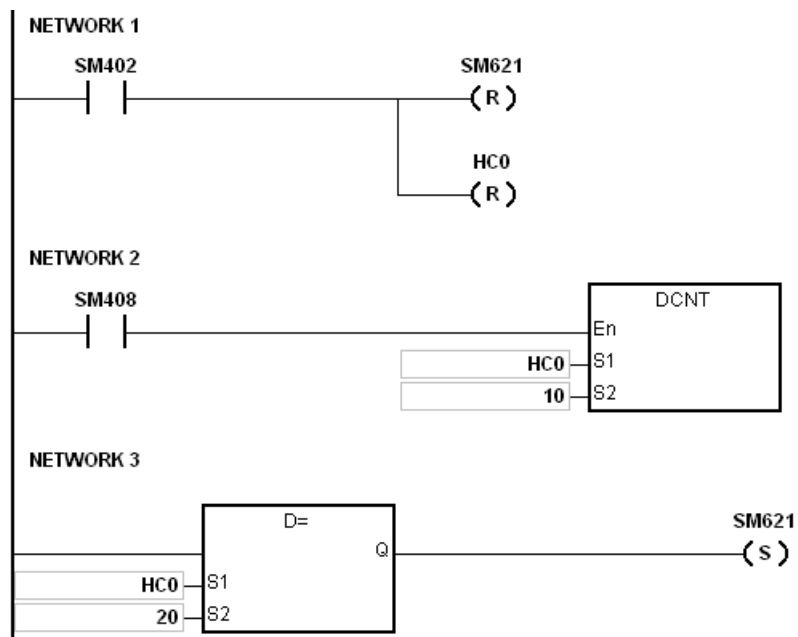 NETWORK 1
SM402 SM621
R
HC0
R
NETWORK 2
SM408 DCNT
En
HC0 S1
10 S2
NETWORK 3
D= SM621
Q S
HC0 S1
20 S2